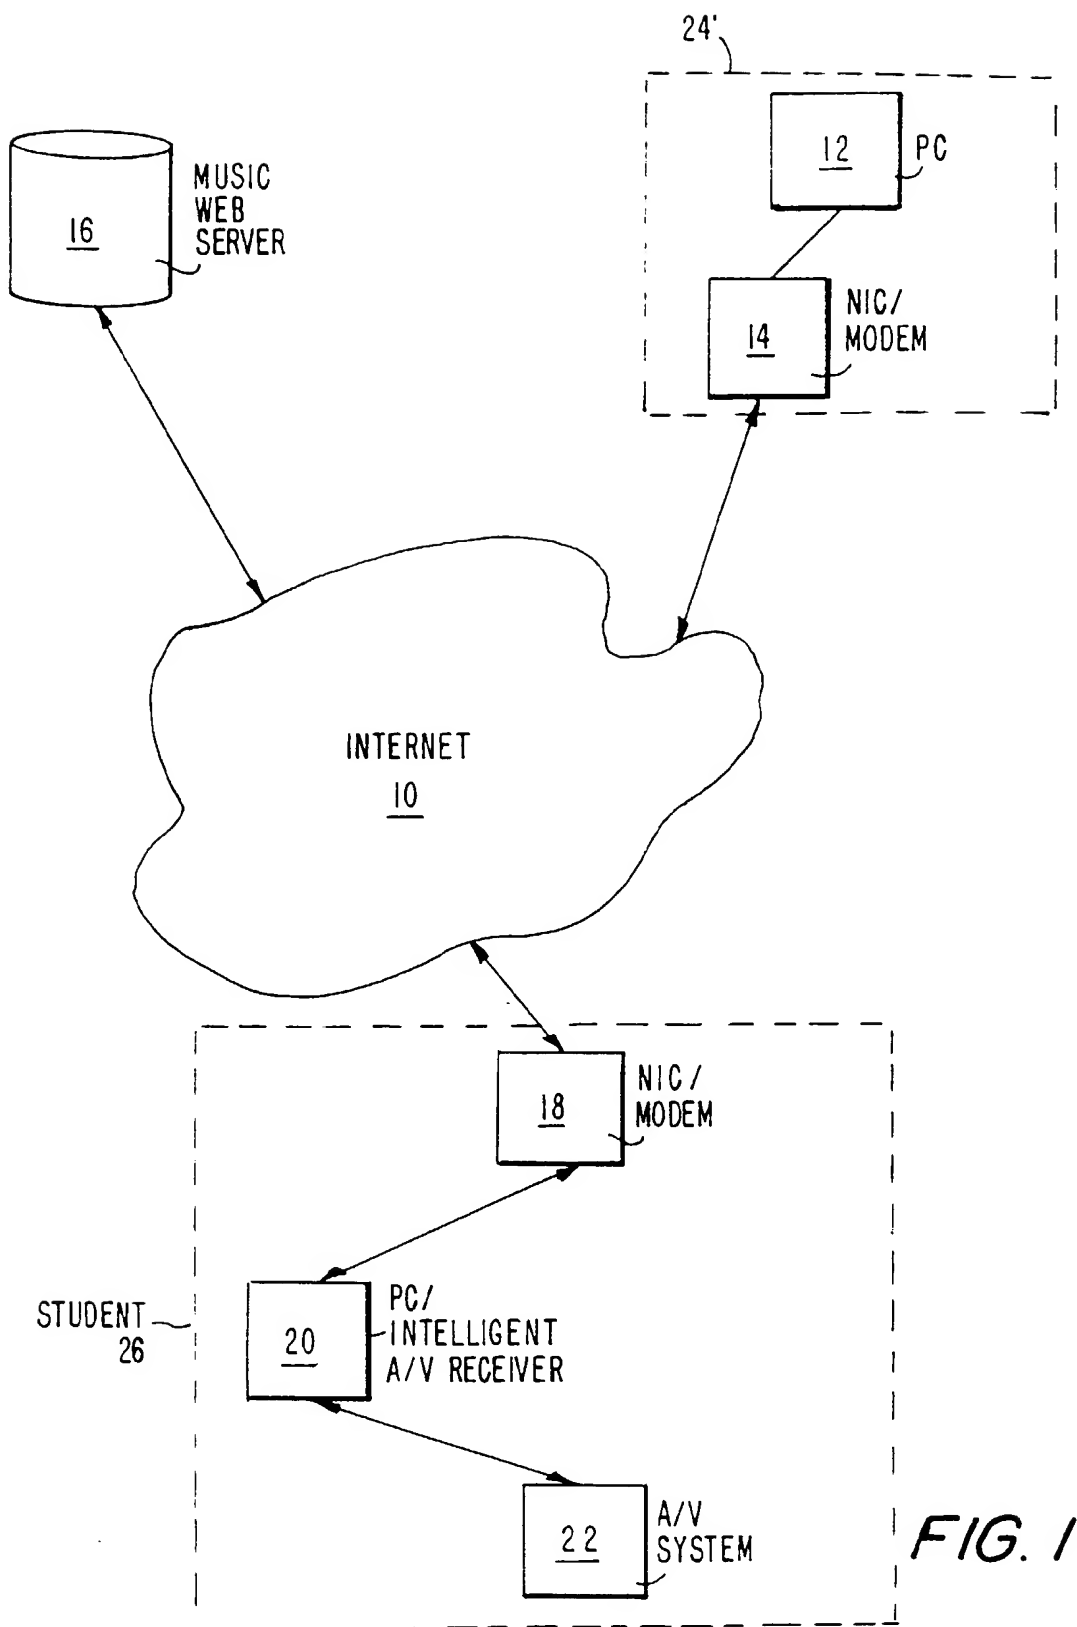 24'
12
PC
MUSIC
WEB
SERVER
16
NIC/
MODEM
14
INTERNET
10
NIC/
MODEM
18
STUDENT
26
PC/
INTELLIGENT
A/V RECEIVER
20
A/V
SYSTEM
22
FIG. 1